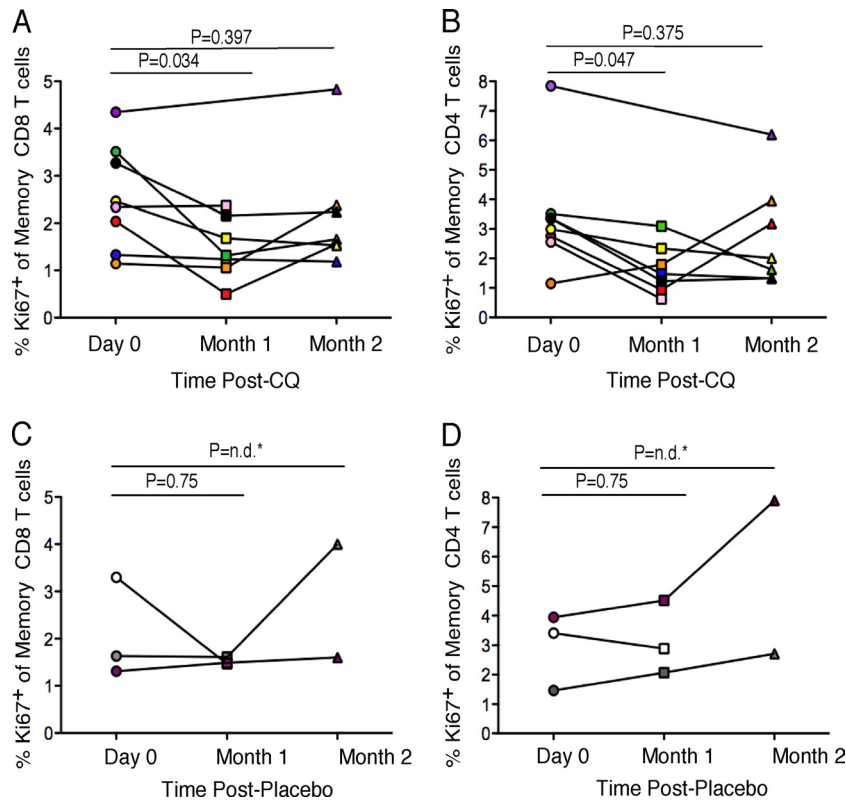 A
P=0.397
P=0.034
% Ki67+ of Memory CD8 T cells
5
4
3
2
1
0
Day 0 Month 1 Month 2
Time Post-CQ
B
P=0.375
P=0.047
% Ki67+ of Memory CD4 T cells
8
7
6
5
4
3
2
1
0
Day 0 Month 1 Month 2
Time Post-CQ
C
P=n.d.*
P=0.75
% Ki67+ of Memory CD8 T cells
5
4
3
2
1
0
Day 0 Month 1 Month 2
Time Post-Placebo
D
P=n.d.*
P=0.75
% Ki67+ of Memory CD4 T cells
8
7
6
5
4
3
2
1
0
Day 0 Month 1 Month 2
Time Post-Placebo